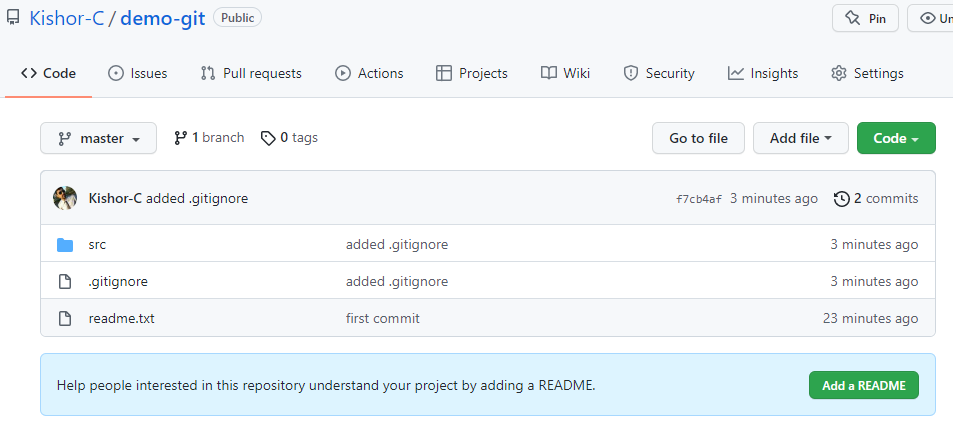 Kishor-C / demo-git Public Pin Un
Code Issues Pull requests Actions Projects Wiki Security Insights Settings
master 1 branch 0 tags Go to file Add file Code
Kishor-C added .gitignore f7cb4af 3 minutes ago 2 commits
src added .gitignore 3 minutes ago
.gitignore added .gitignore 3 minutes ago
readme.txt first commit 23 minutes ago
Help people interested in this repository understand your project by adding a README. Add a README